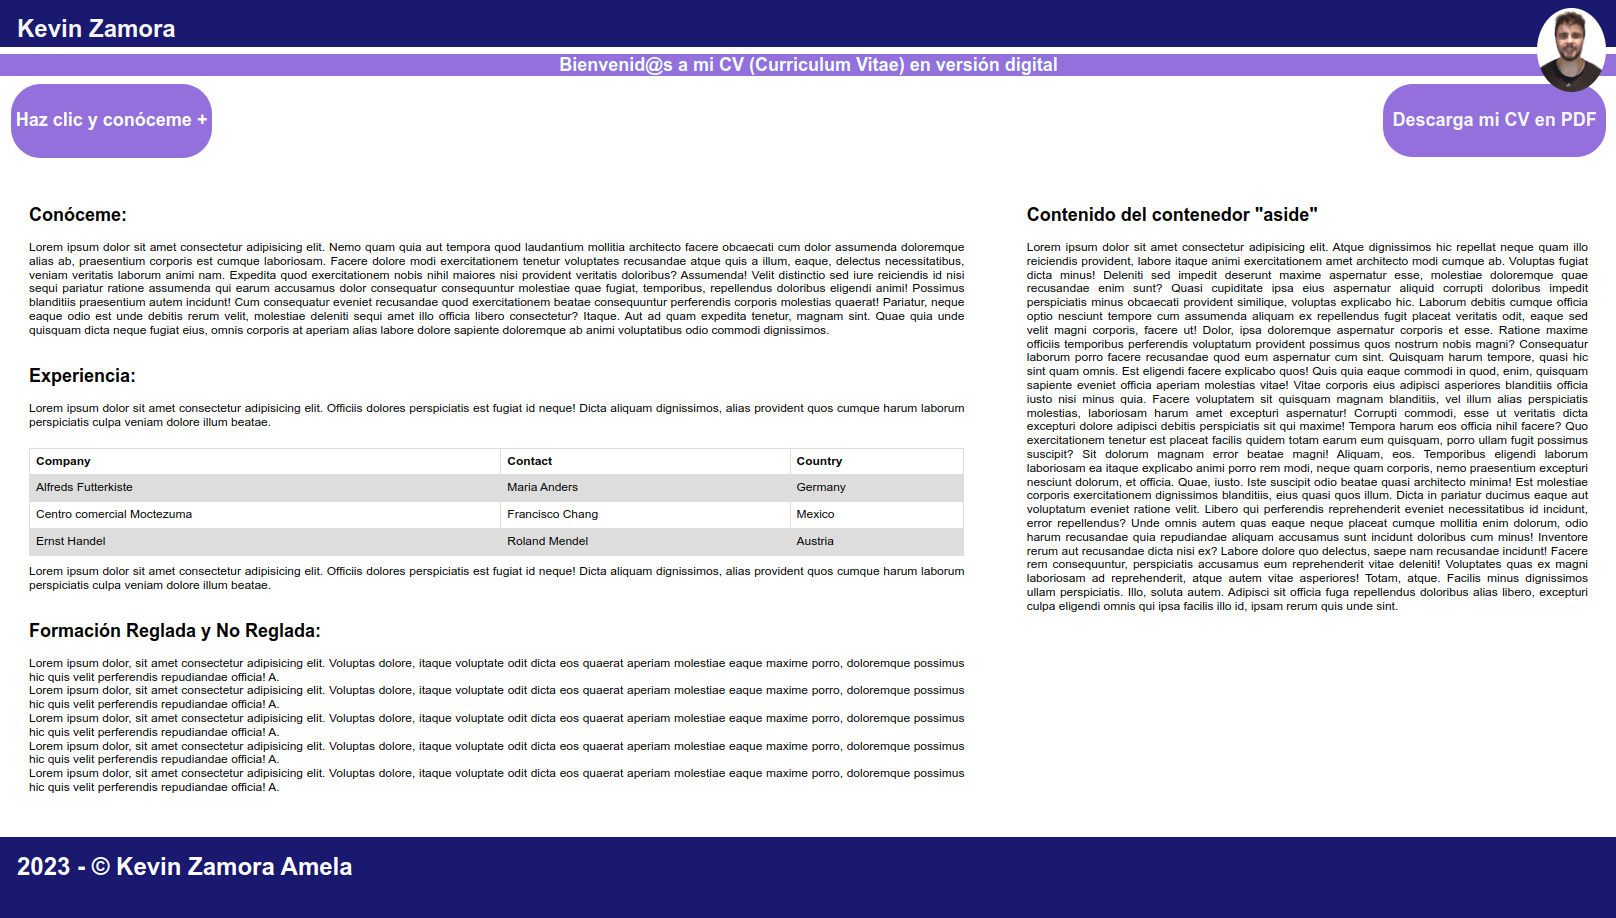 Kevin Zamora
Bienvenid@s a mi CV (Curriculum Vitae) en versión digital
Haz clic y conóceme +
Descarga mi CV en PDF
Conóceme:
Lorem ipsum dolor sit amet consectetur adipisicing elit. Nemo quam quia aut tempora quod laudantium mollitia architecto facere obcaecati cum dolor assumenda doloremque
alias ab, praesentium corporis est cumque laboriosam. Facere dolore modi exercitationem tenetur voluptates recusandae atque quis a illum, eaque, delectus necessitatibus,
veniam veritatis laborum animi nam. Expedita quod exercitationem nobis nihil maiores nisi provident veritatis doloribus? Assumenda! Velit distinctio sed iure reiciendis id nisi
sequi pariatur ratione assumenda qui earum accusamus dolor consequatur consequuntur molestiae quae fugiat, temporibus, repellendus doloribus eligendi animi! Possimus
blanditiis praesentium autem incidunt! Cum consequatur eveniet recusandae quod exercitationem beatae consequuntur perferendis corporis molestias quaerat! Pariatur, neque
eaque odio est unde debitis rerum velit, molestiae deleniti sequi amet illo officia libero consectetur? Itaque. Aut ad quam expedita tenetur, magnam sint. Quae quia unde
quisquam dicta neque fugiat eius, omnis corporis at aperiam alias labore dolore sapiente doloremque ab animi voluptatibus odio commodi dignissimos.
Experiencia:
Lorem ipsum dolor sit amet consectetur adipisicing elit. Officiis dolores perspiciatis est fugiat id neque! Dicta aliquam dignissimos, alias provident quos cumque harum laborum
perspiciatis culpa veniam dolore illum beatae.
Company Contact Country
Alfreds Futterkiste Maria Anders Germany
Centro comercial Moctezuma Francisco Chang Mexico
Ernst Handel Roland Mendel Austria
Lorem ipsum dolor sit amet consectetur adipisicing elit. Officiis dolores perspiciatis est fugiat id neque! Dicta aliquam dignissimos, alias provident quos cumque harum laborum
perspiciatis culpa veniam dolore illum beatae.
Formación Reglada y No Reglada:
Lorem ipsum dolor, sit amet consectetur adipisicing elit. Voluptas dolore, itaque voluptate odit dicta eos quaerat aperiam molestiae eaque maxime porro, doloremque possimus
hic quis velit perferendis repudiandae officia! A.
Lorem ipsum dolor, sit amet consectetur adipisicing elit. Voluptas dolore, itaque voluptate odit dicta eos quaerat aperiam molestiae eaque maxime porro, doloremque possimus
hic quis velit perferendis repudiandae officia! A.
Lorem ipsum dolor, sit amet consectetur adipisicing elit. Voluptas dolore, itaque voluptate odit dicta eos quaerat aperiam molestiae eaque maxime porro, doloremque possimus
hic quis velit perferendis repudiandae officia! A.
Lorem ipsum dolor, sit amet consectetur adipisicing elit. Voluptas dolore, itaque voluptate odit dicta eos quaerat aperiam molestiae eaque maxime porro, doloremque possimus
hic quis velit perferendis repudiandae officia! A.
Lorem ipsum dolor, sit amet consectetur adipisicing elit. Voluptas dolore, itaque voluptate odit dicta eos quaerat aperiam molestiae eaque maxime porro, doloremque possimus
hic quis velit perferendis repudiandae officia! A.
Contenido del contenedor "aside"
Lorem ipsum dolor sit amet consectetur adipisicing elit. Atque dignissimos hic repellat neque quam illo
reiciendis provident, labore itaque animi exercitationem amet architecto modi cumque ab. Voluptas fugiat
dicta minus! Deleniti sed impedit deserunt maxime aspernatur esse, molestiae doloremque quae
recusandae enim sunt? Quasi cupiditate ipsa eius aspernatur aliquid corrupti doloribus impedit
perspiciatis minus obcaecati provident similique, voluptas explicabo hic. Laborum debitis cumque officia
optio nesciunt tempore cum assumenda aliquam ex repellendus fugit placeat veritatis odit, eaque sed
velit magni corporis, facere ut! Dolor, ipsa doloremque aspernatur corporis et esse. Ratione maxime
officiis temporibus perferendis voluptatum provident possimus quos nostrum nobis magni? Consequatur
laborum porro facere recusandae quod eum aspernatur cum sint. Quisquam harum tempore, quasi hic
sint quam omnis. Est eligendi facere explicabo quos! Quis quia eaque commodi in quod, enim, quisquam
sapiente eveniet officia aperiam molestias vitae! Vitae corporis eius adipisci asperiores blanditiis officia
iusto nisi minus quia. Facere voluptatem sit quisquam magnam blanditiis, vel illum alias perspiciatis
molestias, laboriosam harum amet excepturi aspernatur! Corrupti commodi, esse ut veritatis dicta
excepturi dolore adipisci debitis perspiciatis sit qui maxime! Tempora harum eos officia nihil facere? Quo
exercitationem tenetur est placeat facilis quidem totam earum eum quisquam, porro ullam fugit possimus
suscipit? Sit dolorum magnam error beatae magni! Aliquam, eos. Temporibus eligendi laborum
laboriosam ea itaque explicabo animi porro rem modi, neque quam corporis, nemo praesentium excepturi
nesciunt dolorum, et officia. Quae, iusto. Iste suscipit odio beatae quasi architecto minima! Est molestiae
corporis exercitationem dignissimos blanditiis, eius quasi quos illum. Dicta in pariatur ducimus eaque aut
voluptatum eveniet ratione velit. Libero qui perferendis reprehenderit eveniet necessitatibus id incidunt,
error repellendus? Unde omnis autem quas eaque neque placeat cumque mollitia enim dolorum, odio
harum recusandae quia repudiandae aliquam accusamus sunt incidunt doloribus cum minus! Inventore
rerum aut recusandae dicta nisi ex? Labore dolore quo delectus, saepe nam recusandae incidunt! Facere
rem consequuntur, perspiciatis accusamus eum reprehenderit vitae deleniti! Voluptates quas ex magni
laboriosam ad reprehenderit, atque autem vitae asperiores! Totam, atque. Facilis minus dignissimos
ullam perspiciatis. Illo, soluta autem. Adipisci sit officia fuga repellendus doloribus alias libero, excepturi
culpa eligendi omnis qui ipsa facilis illo id, ipsam rerum quis unde sint.
2023 - © Kevin Zamora Amela